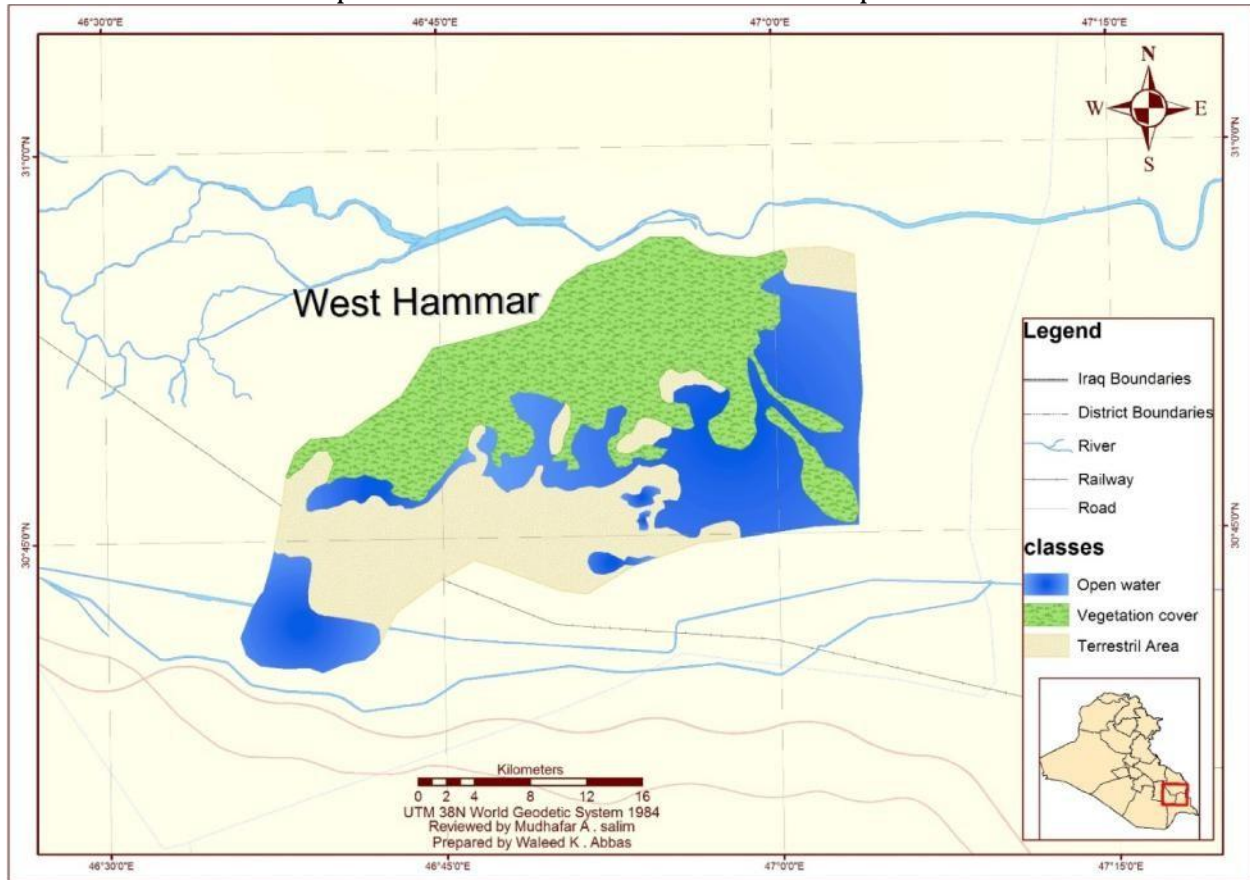 46°30'0"E
46°45'0"E
47°0'0"E
47°15'0"E
N
W E
S
31°0'0"N
31°0'0"N
West Hammar
Legend
Iraq Boundaries
District Boundaries
River
Railway
Road
30°45'0"N
30°45'0"N
classes
Open water
Vegetation cover
Terrestril Area
Kilometers
0 2 4 8 12 16
UTM 38N World Geodetic System 1984
Reviewed by Mudhafar A . salim
Prepared by Waleed K . Abbas
46°30'0"E
46°45'0"E
47°0'0"E
47°15'0"E